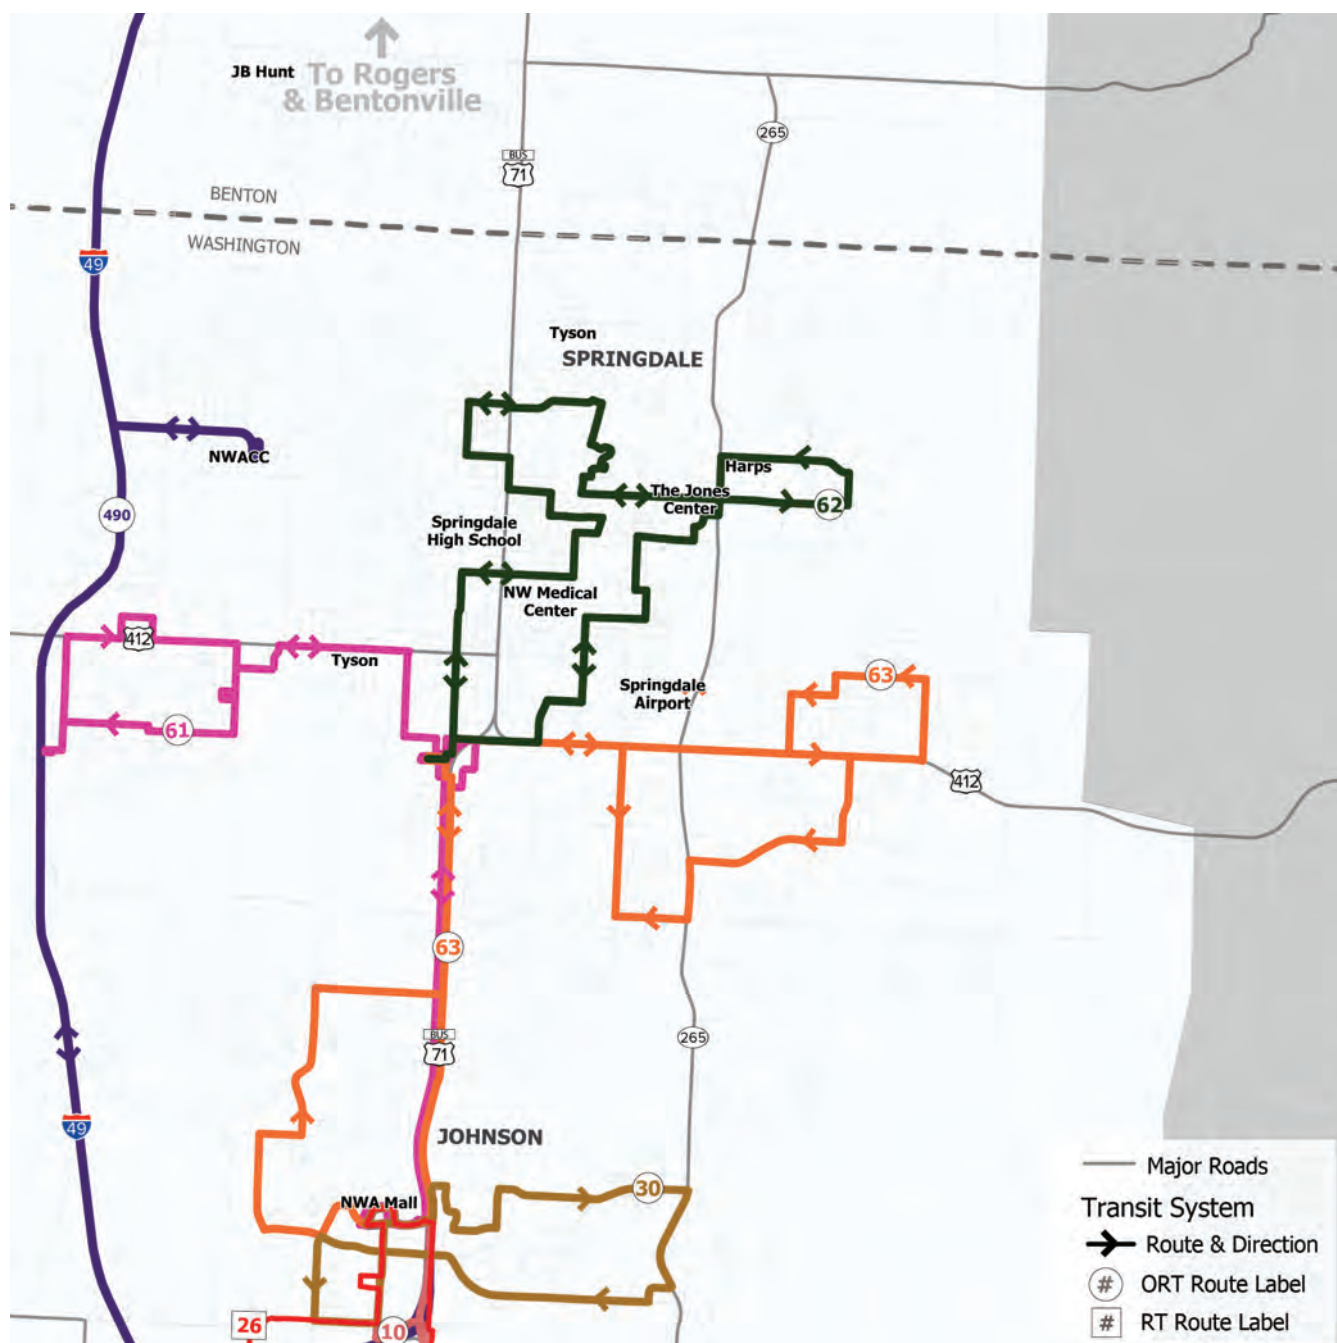 JB Hunt
To Rogers
& Bentonville
265
BUS
71
BENTON
WASHINGTON
49
Tyson
SPRINGDALE
NWACC
Harps
The Jones
Center
62
490
Springdale
High School
NW Medical
Center
412
Tyson
Springdale
Airport
63
61
412
63
BUS
71
265
49
JOHNSON
NWA Mall
30
26
10
Major Roads
Transit System
Route & Direction
# ORT Route Label
# RT Route Label